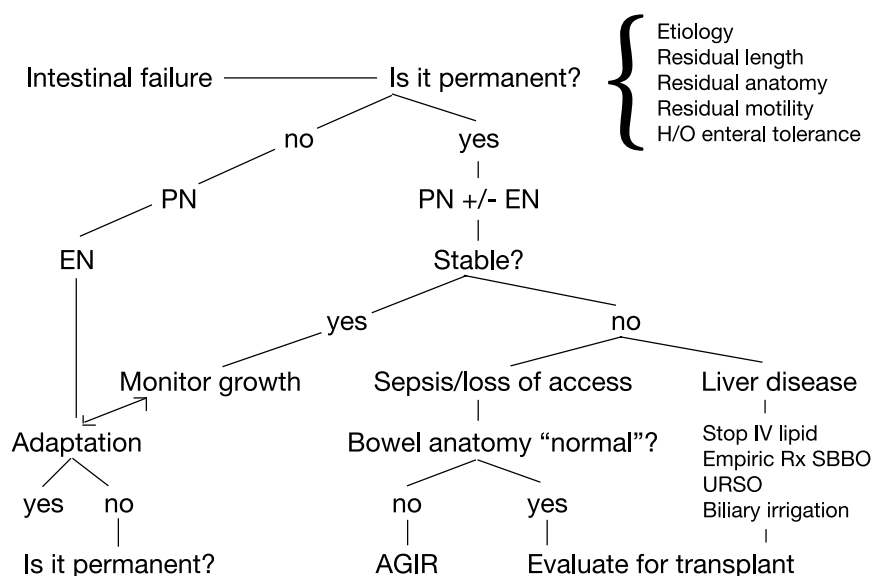 Etiology
Residual length
Residual anatomy
Residual motility
H/O enteral tolerance
Intestinal failure
Is it permanent?
no
yes
PN
PN +/- EN
EN
Stable?
yes
no
Monitor growth
Sepsis/loss of access
Liver disease
Adaptation
Bowel anatomy “normal”?
Stop IV lipid
Empiric Rx SBBO
URSO
Biliary irrigation
yes
no
no
yes
Is it permanent?
AGIR
Evaluate for transplant